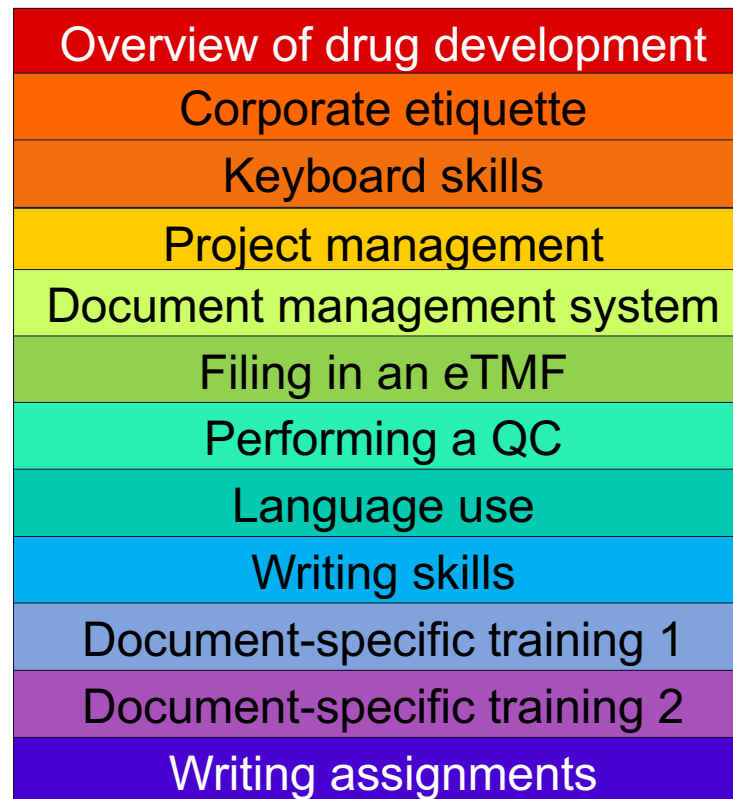 Overview of drug development
Corporate etiquette
Keyboard skills
Project management
Document management system
Filing in an eTMF
Performing a QC
Language use
Writing skills
Document-specific training 1
Document-specific training 2
Writing assignments